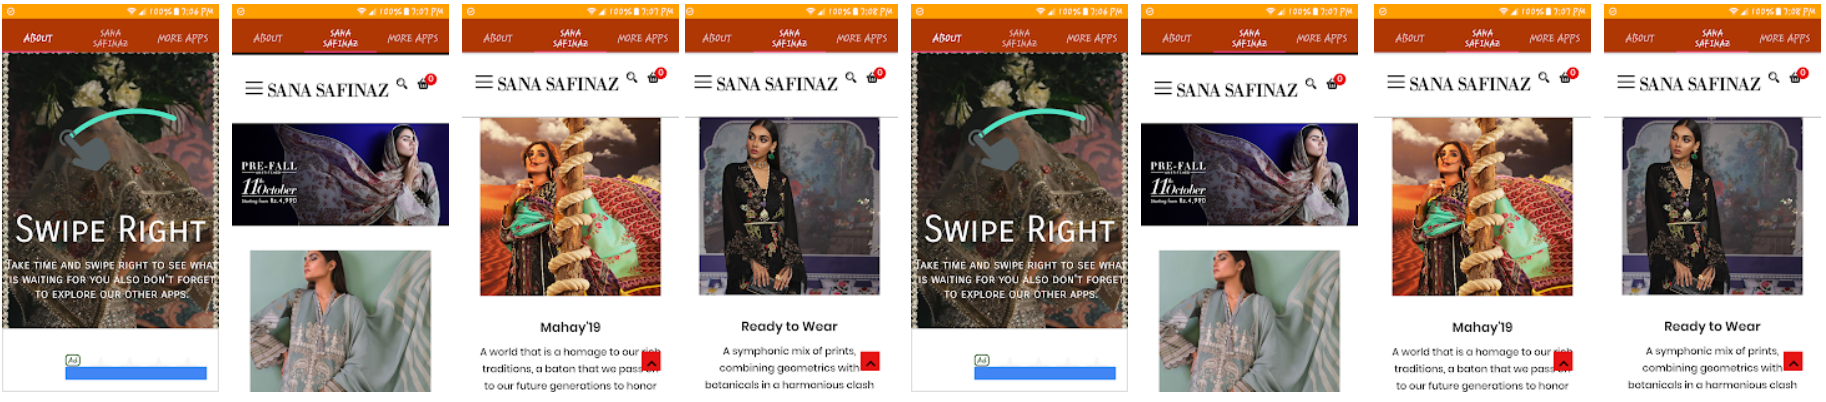 100% 7:06 PM
ABOUT
SANA
SAFINAZ
MORE APPS
SWIPE RIGHT
TAKE TIME AND SWIPE RIGHT TO SEE WHAT
IS WAITING FOR YOU ALSO DON'T FORGET
TO EXPLORE OUR OTHER APPS.
Ad
100% 7:07 PM
ABOUT
SANA
SAFINAZ
MORE APPS
SANA SAFINAZ
0
PRE-FALL
11 October
Starting from Rs. 4,990
100% 7:07 PM
ABOUT
SANA
SAFINAZ
MORE APPS
SANA SAFINAZ
0
Mahay'19
A world that is a homage to our rich
traditions, a baton that we pass on
to our future generations to honor
100% 7:08 PM
ABOUT
SANA
SAFINAZ
MORE APPS
SANA SAFINAZ
0
Ready to Wear
A symphonic mix of prints,
combining geometrics with
botanicals in a harmonious clash
100% 7:06 PM
ABOUT
SANA
SAFINAZ
MORE APPS
SWIPE RIGHT
TAKE TIME AND SWIPE RIGHT TO SEE WHAT
IS WAITING FOR YOU ALSO DON'T FORGET
TO EXPLORE OUR OTHER APPS.
Ad
100% 7:07 PM
ABOUT
SANA
SAFINAZ
MORE APPS
SANA SAFINAZ
0
PRE-FALL
11 October
Starting from Rs. 4,990
100% 7:07 PM
ABOUT
SANA
SAFINAZ
MORE APPS
SANA SAFINAZ
0
Mahay'19
A world that is a homage to our rich
traditions, a baton that we pass on
to our future generations to honor
100% 7:08 PM
ABOUT
SANA
SAFINAZ
MORE APPS
SANA SAFINAZ
0
Ready to Wear
A symphonic mix of prints,
combining geometrics with
botanicals in a harmonious clash